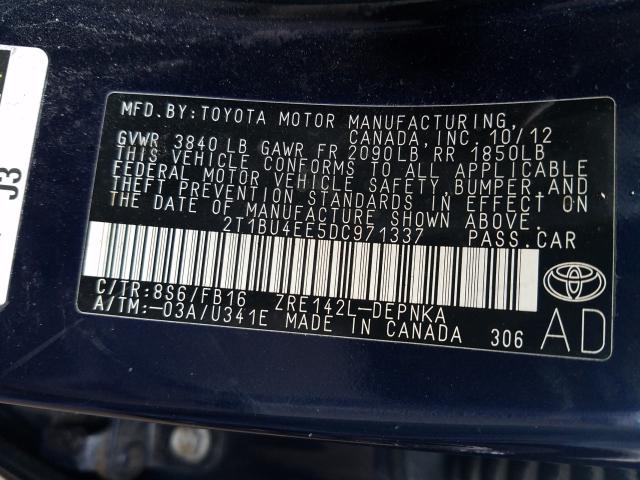 MFD.BY:TOYOTA MOTOR MANUFACTURING,
CANADA, INC. 10/12
GVWR 3840 LB GAWR FR 2090LB RR 1850LB
THIS VEHICLE CONFORMS TO ALL APPLICABLE
FEDERAL MOTOR VEHICLE SAFETY,BUMPER,AND
THEFT PREVENTION STANDARDS IN EFFECT ON
THE DATE OF MANUFACTURE SHOWN ABOVE.
2T1BU4EE5DC971337 PASS.CAR
C/TR:8S6/FB16 ZRE142L-DEPNKA
A/TM:-03A/U341E MADE IN CANADA 306
AD
J3